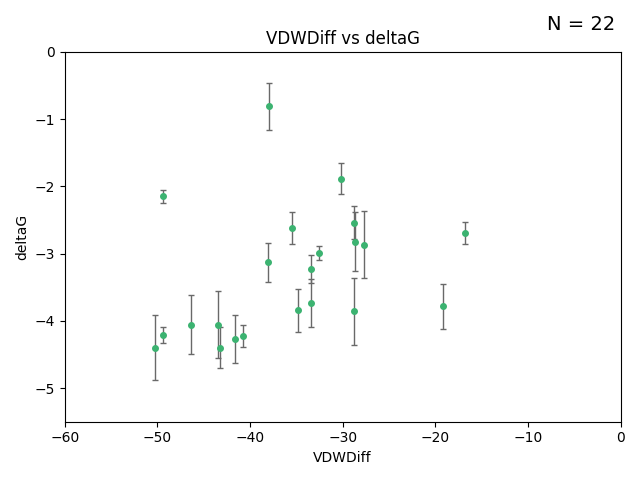 N = 22
VDWDiff vs deltaG
0
−1
−2
−3
−4
−5
deltaG
−60 −50 −40 −30 −20 −10 0
VDWDiff